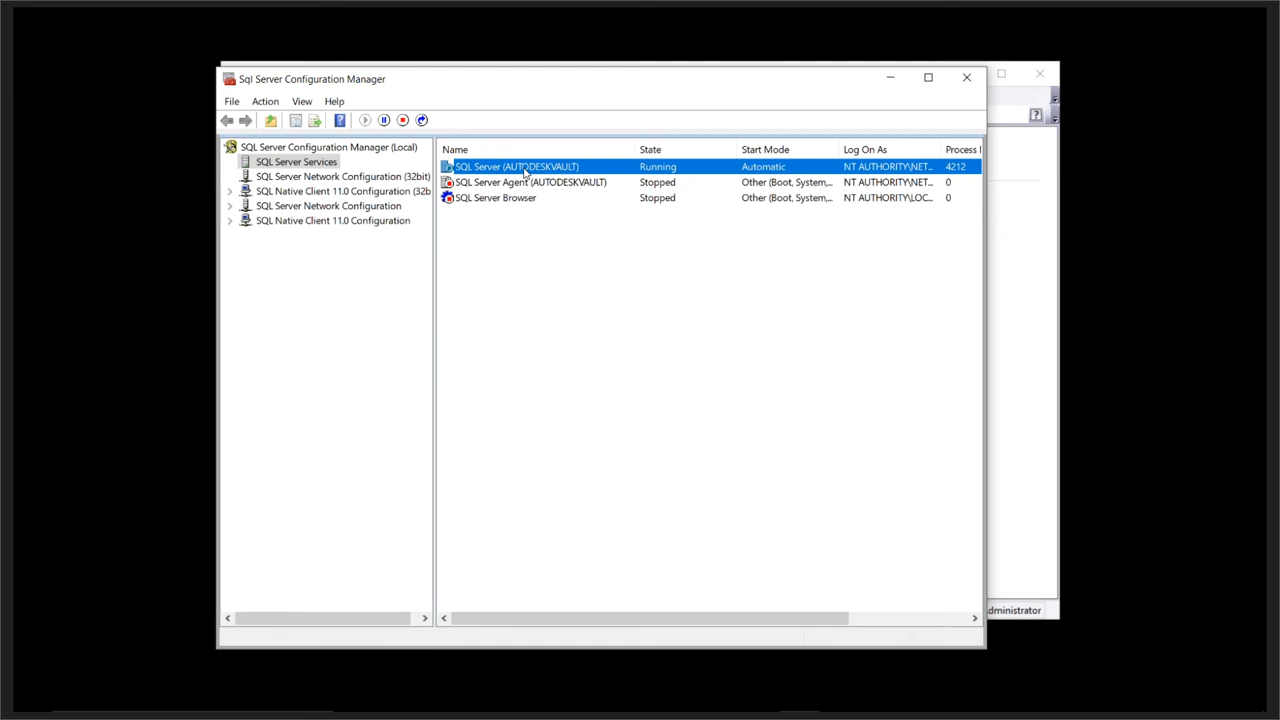 Sql Server Configuration Manager
File Action View Help
SQL Server Configuration Manager (Local)
SQL Server Services
SQL Server Network Configuration (32bit)
SQL Native Client 11.0 Configuration (32b
SQL Server Network Configuration
SQL Native Client 11.0 Configuration
Name State Start Mode Log On As Process I
SQL Server (AUTODESKVAULT) Running Automatic NT AUTHORITY\NET... 4212
SQL Server Agent (AUTODESKVAULT) Stopped Other (Boot, System,... NT AUTHORITY\NET... 0
SQL Server Browser Stopped Other (Boot, System,... NT AUTHORITY\LOC... 0
dministrator